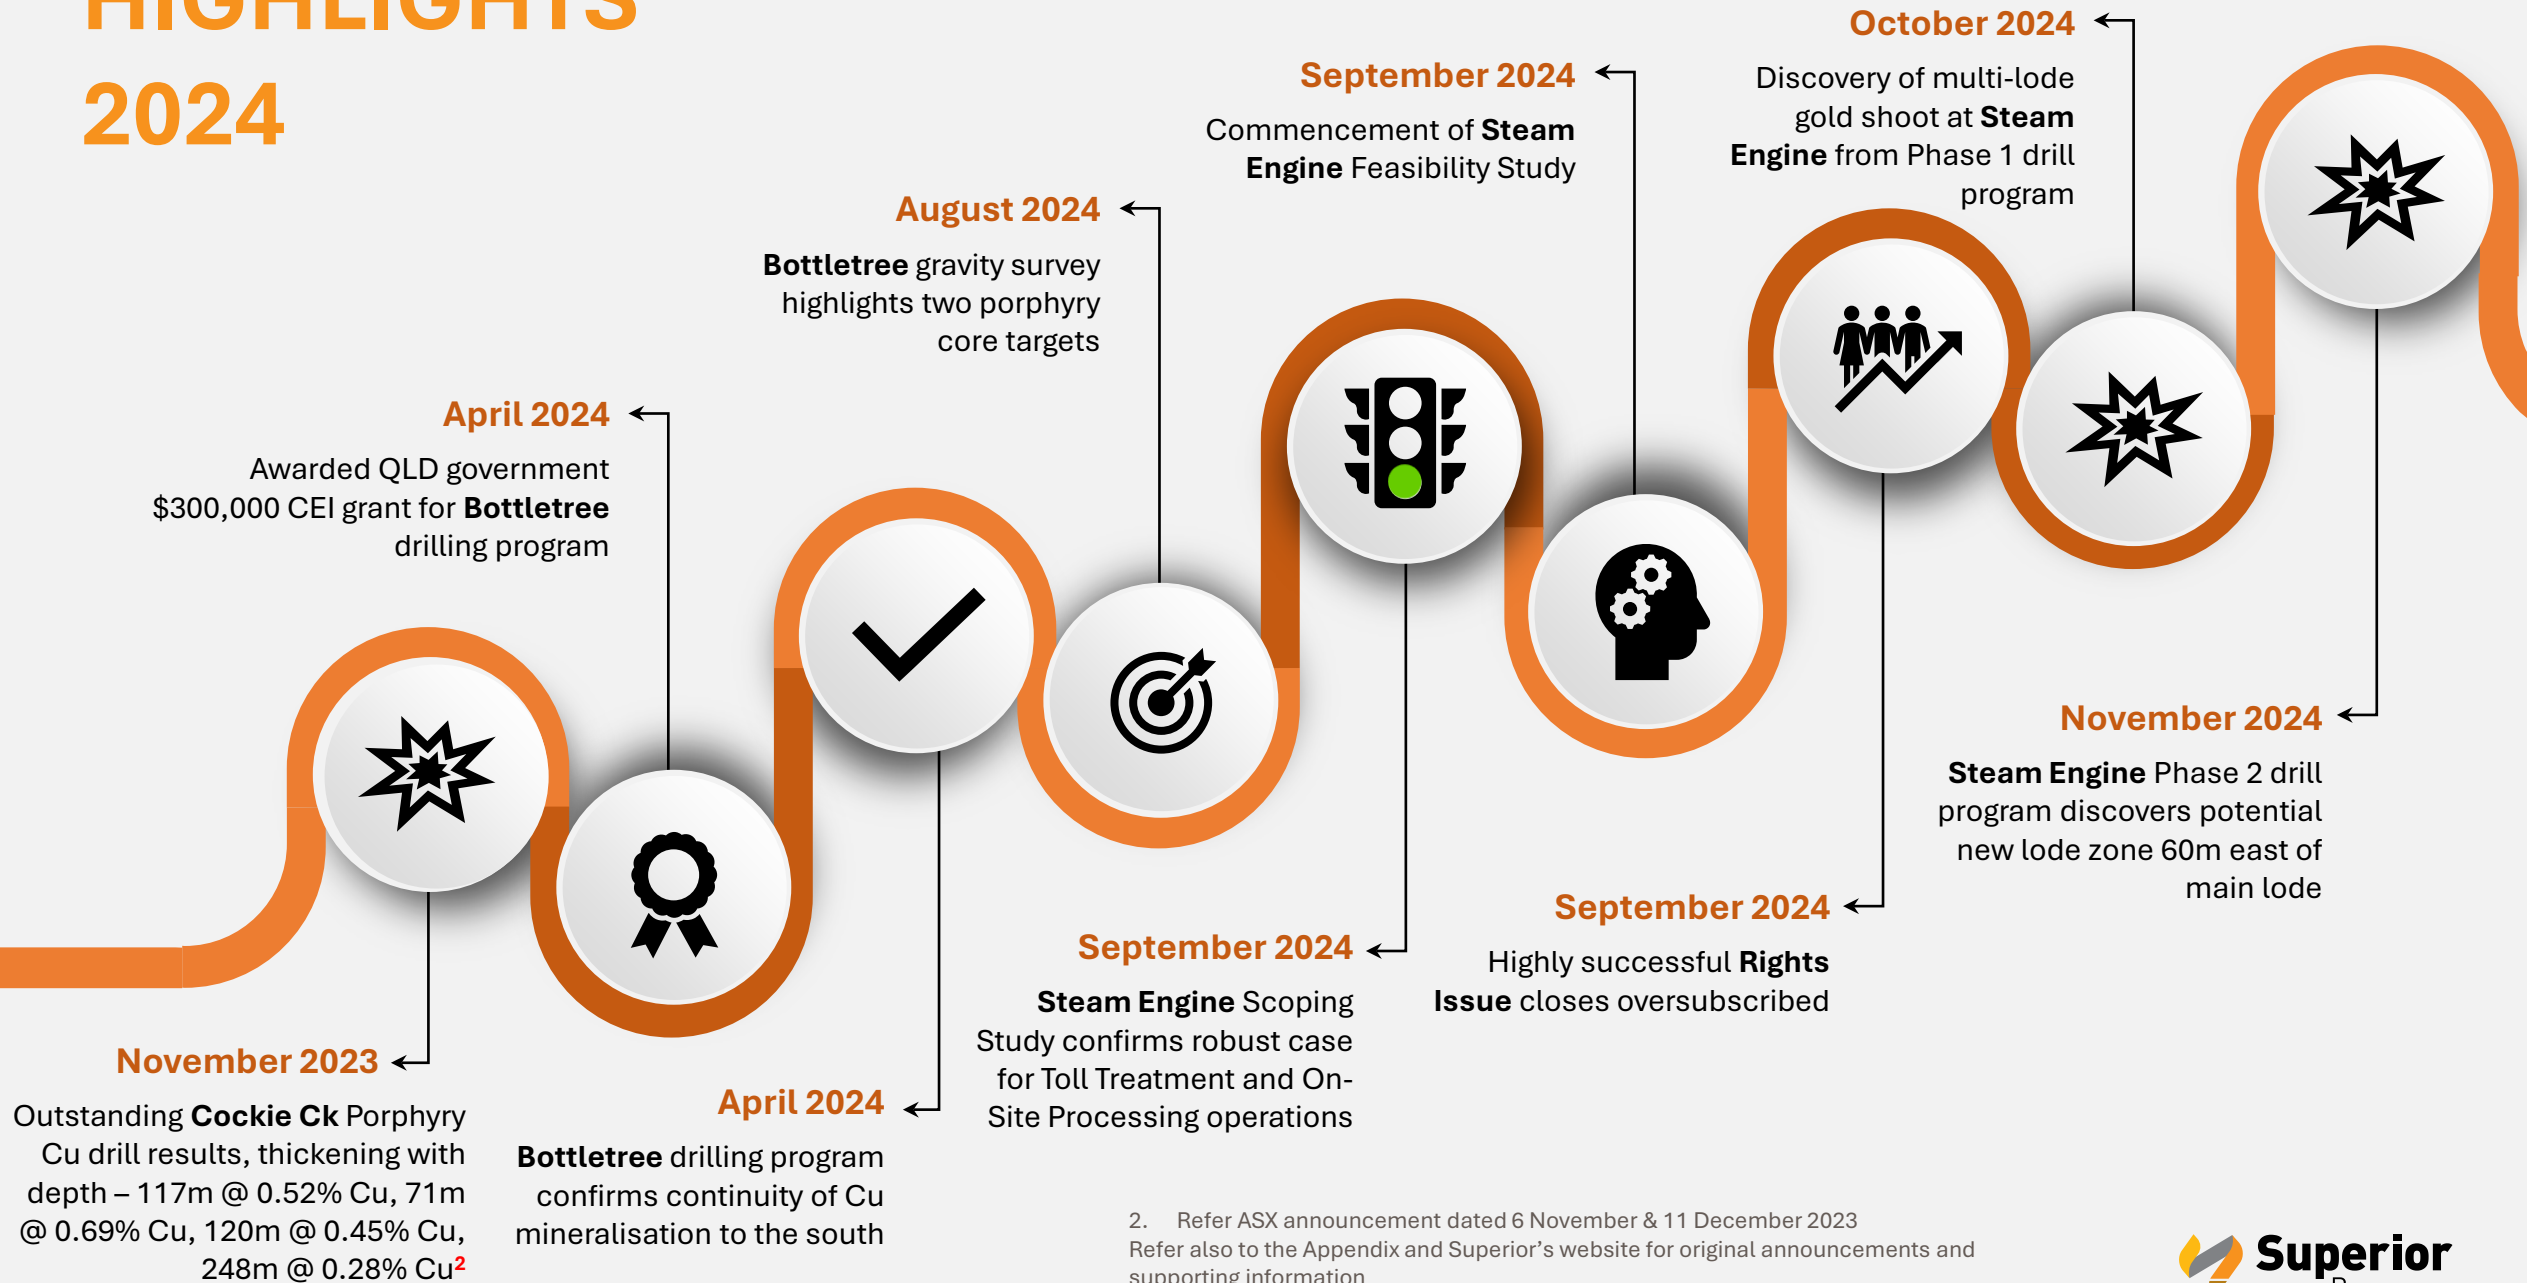 HIGHLIGHTS
2024
November 2023
Outstanding Cockie Ck Porphyry
Cu drill results, thickening with
depth – 117m @ 0.52% Cu, 71m
@ 0.69% Cu, 120m @ 0.45% Cu,
248m @ 0.28% Cu2
April 2024
Awarded QLD government
$300,000 CEI grant for Bottletree
drilling program
April 2024
Bottletree drilling program
confirms continuity of Cu
mineralisation to the south
August 2024
Bottletree gravity survey
highlights two porphyry
core targets
September 2024
Steam Engine Scoping
Study confirms robust case
for Toll Treatment and On-
Site Processing operations
September 2024
Commencement of Steam
Engine Feasibility Study
September 2024
Highly successful Rights
Issue closes oversubscribed
October 2024
Discovery of multi-lode
gold shoot at Steam
Engine from Phase 1 drill
program
November 2024
Steam Engine Phase 2 drill
program discovers potential
new lode zone 60m east of
main lode
2. Refer ASX announcement dated 6 November & 11 December 2023
Refer also to the Appendix and Superior's website for original announcements and
supporting information
Superior